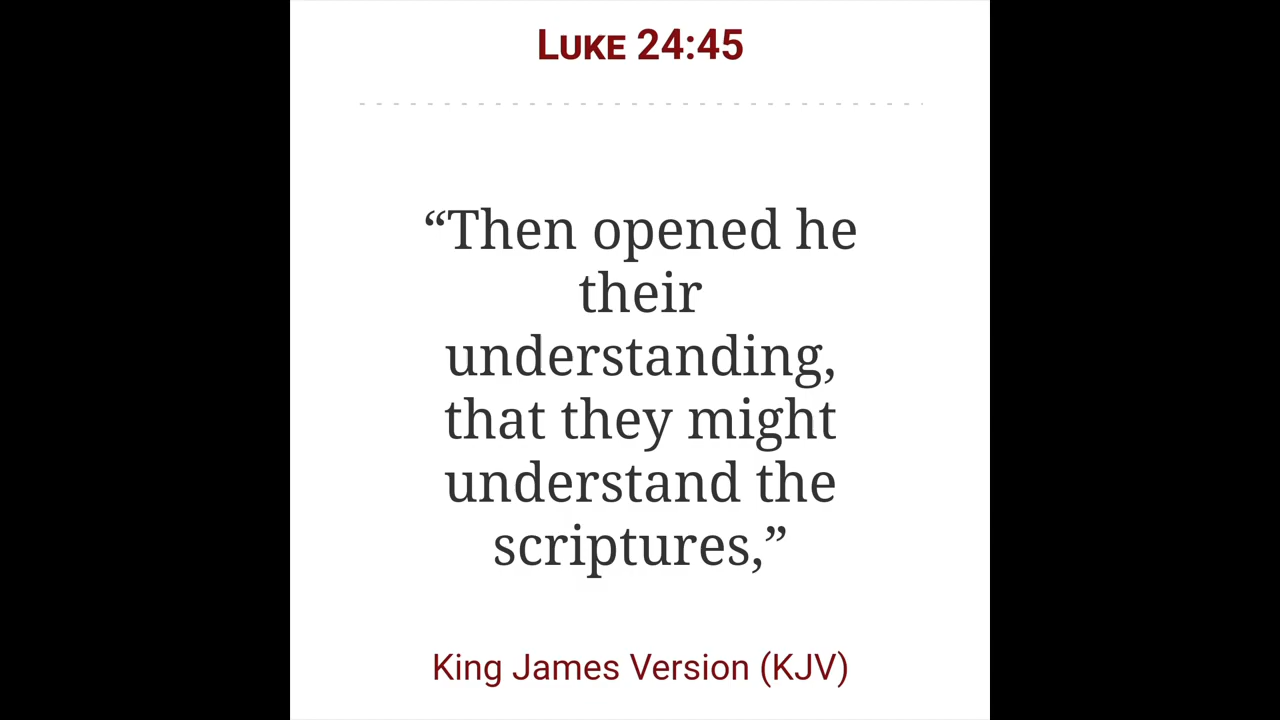 Luke 24:45
“Then opened he
their
understanding,
that they might
understand the
scriptures,”
King James Version (KJV)